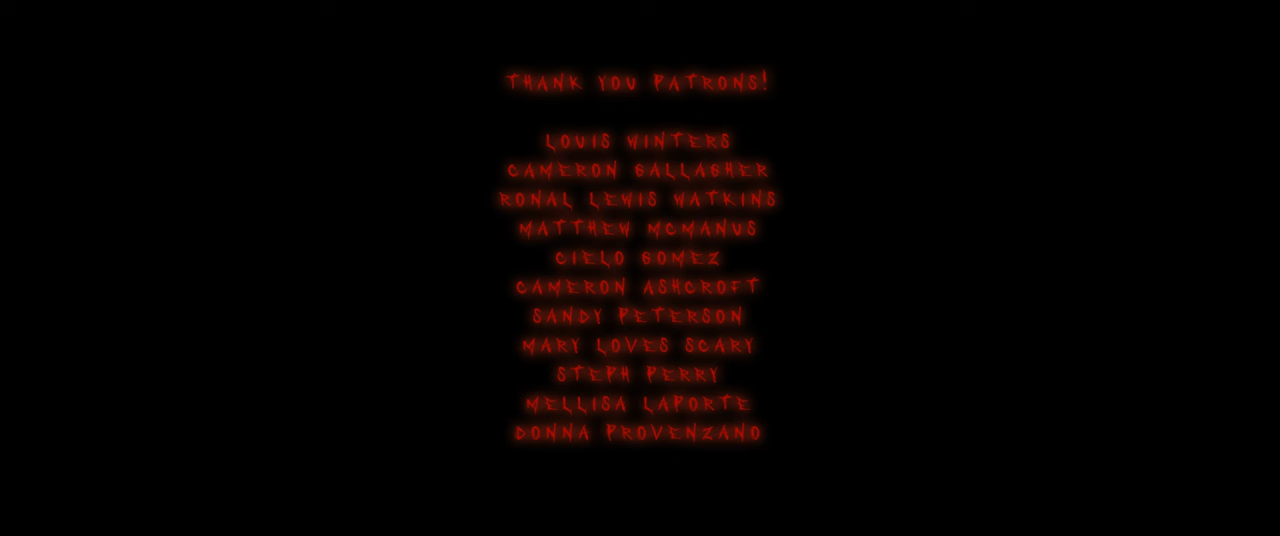 THANK YOU PATRONS!
LOUIS WINTERS
CAMERON GALLAGHER
RONAL LEWIS WATKINS
MATTHEW MCMANUS
CIELO GOMEZ
CAMERON ASHCROFT
SANDY PETERSON
MARY LOVES SCARY
STEPH PERRY
MELLISA LAPORTE
DONNA PROVENZANO